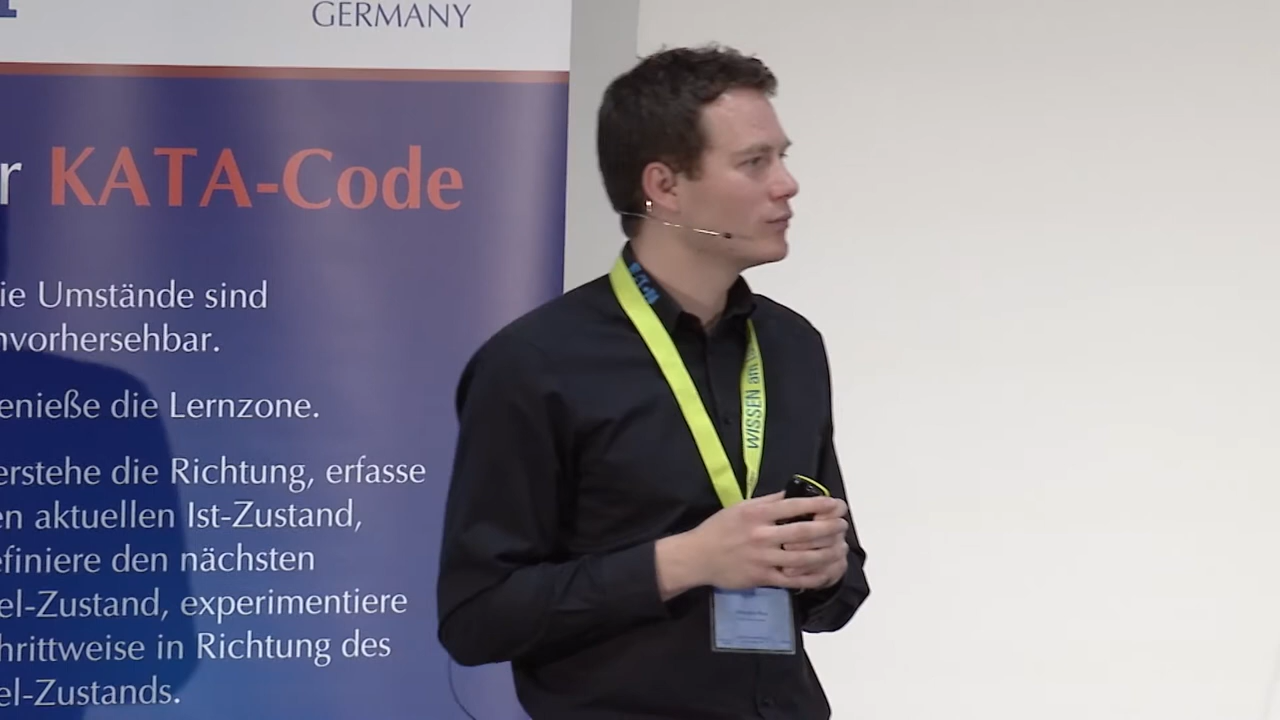 GERMANY
r KATA-Code
ie Umstände sind
nvorhersehbar.
enieße die Lernzone.
erstehe die Richtung, erfasse
en aktuellen Ist-Zustand,
efiniere den nächsten
el-Zustand, experimentiere
hrittweise in Richtung des
el-Zustands.
WISSEN am